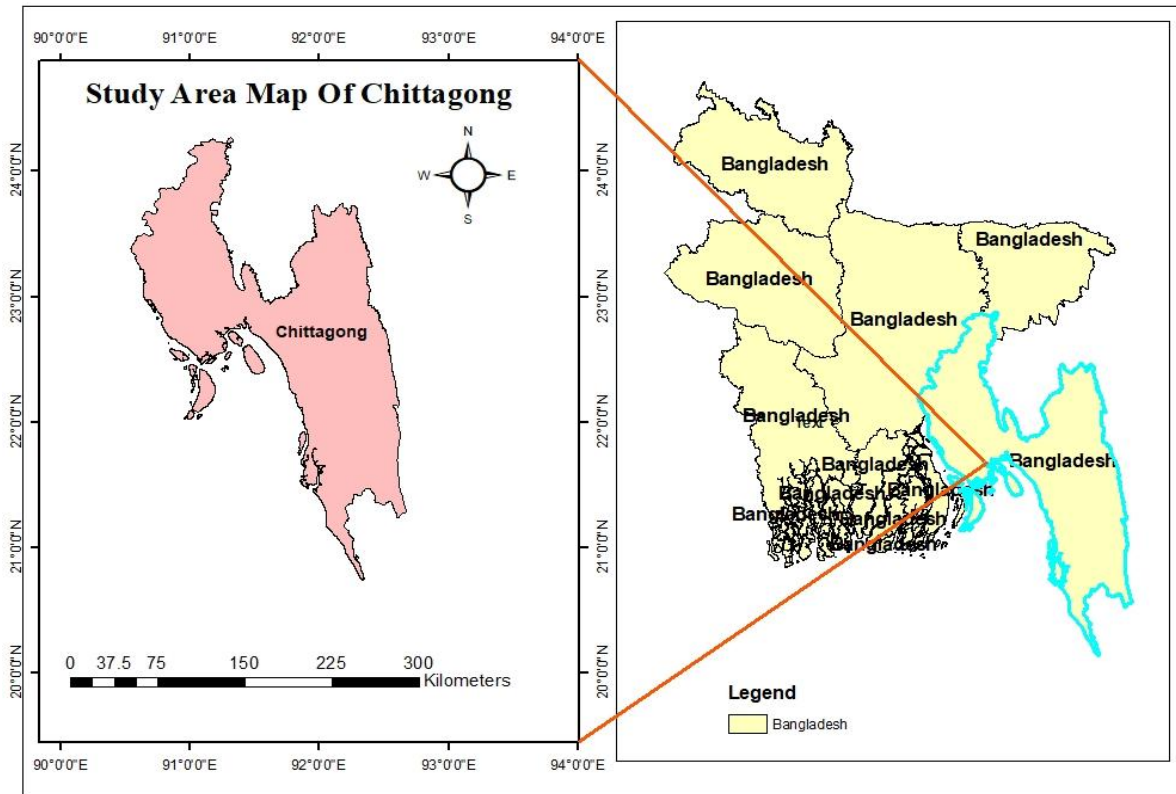 90°0'0"E 91°0'0"E 92°0'0"E 93°0'0"E 94°0'0"E
Study Area Map Of Chittagong
N
W E
S
24°0'0"N 24°0'0"N
23°0'0"N 23°0'0"N
22°0'0"N 22°0'0"N
21°0'0"N 21°0'0"N
20°0'0"N 20°0'0"N
Chittagong
0 37.5 75 150 225 300
Kilometers
90°0'0"E 91°0'0"E 92°0'0"E 93°0'0"E 94°0'0"E
Bangladesh
Bangladesh
Bangladesh
Bangladesh
Bangladesh
Text
Bangladesh
Bangladesh
Bangladesh
Bangladesh
Bangladesh
Bangladesh
Bangladesh
Legend
Bangladesh